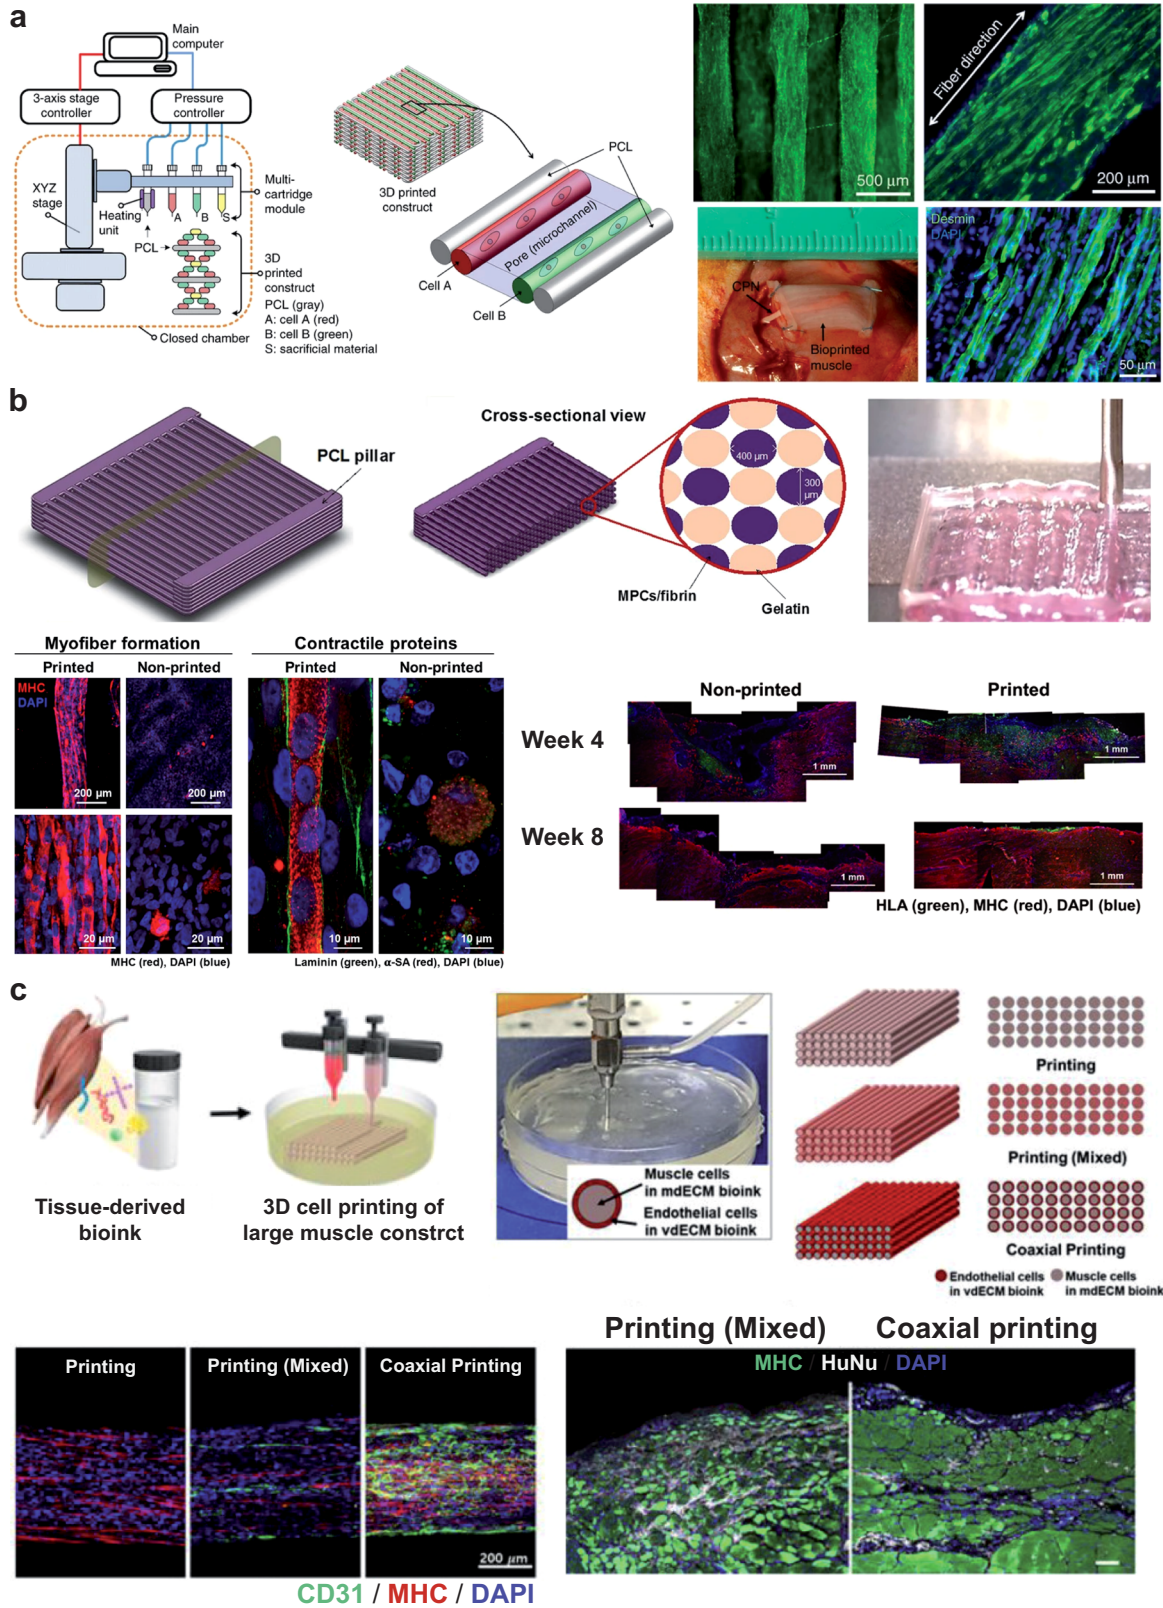 a
Main
computer
3-axis stage
controller
Pressure
controller
XYZ
stage
Heating
unit
A
B
S
PCL
Multi-
cartridge
module
3D
printed
construct
PCL (gray)
A: cell A (red)
B: cell B (green)
S: sacrificial material
Closed chamber
3D printed
construct
PCL
Pore (microchannel)
Cell A
Cell B
500 µm
Fiber direction
200 µm
CPN
Bioprinted
muscle
Desmin
DAPI
50 µm
b
PCL pillar
Cross-sectional view
400 µm
300
µm
MPCs/fibrin
Gelatin
Myofiber formation
Printed
Non-printed
MHC
DAPI
200 µm
200 µm
20 µm
20 µm
MHC (red), DAPI (blue)
Contractile proteins
Printed
Non-printed
10 µm
10 µm
Laminin (green), α-SA (red), DAPI (blue)
Non-printed
Printed
Week 4
1 mm
1 mm
Week 8
1 mm
1 mm
HLA (green), MHC (red), DAPI (blue)
c
Tissue-derived
bioink
3D cell printing of
large muscle constrct
Muscle cells
in mdECM bioink
Endothelial cells
in vdECM bioink
Printing
Printing (Mixed)
Coaxial Printing
Endothelial cells
in vdECM bioink
Muscle cells
in mdECM bioink
Printing
Printing (Mixed)
Coaxial Printing
200 µm
CD31 / MHC / DAPI
Printing (Mixed)
Coaxial printing
MHC / HuNu / DAPI